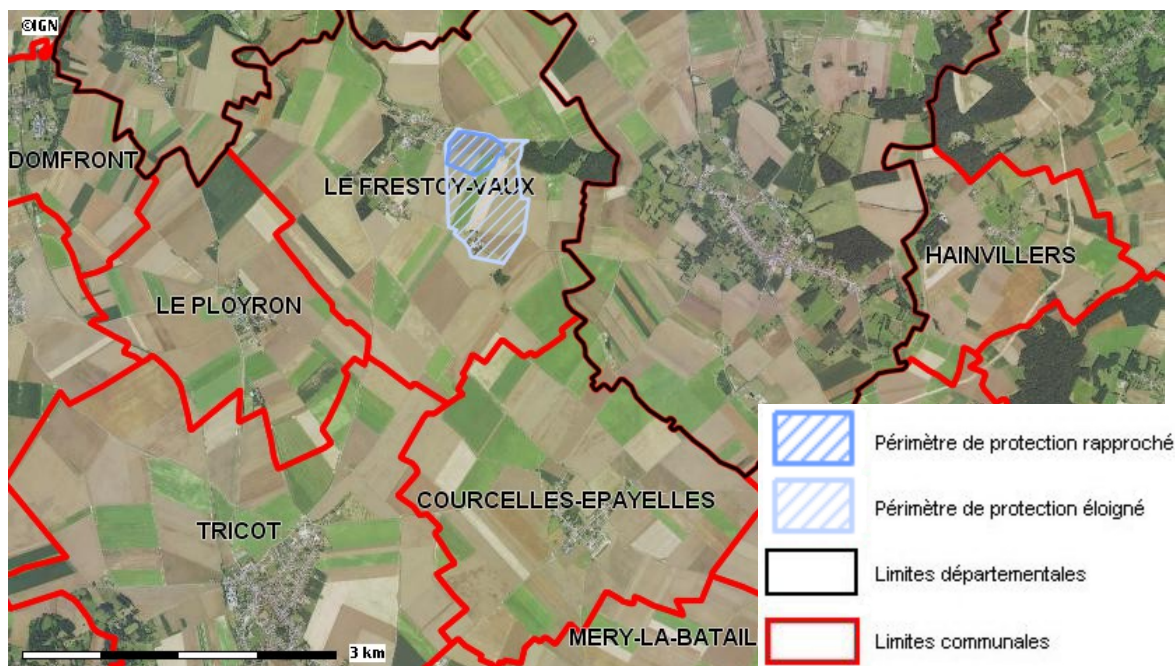 ©IGN
DOMFRONT
LE FRESTOY-VAUX
HAINVILLERS
LE PLOYRON
COURCELLES-EPAYELLES
TRICOT
MERY-LA-BATAIL
3 km
Périmètre de protection rapproché
Périmètre de protection éloigné
Limites départementales
Limites communales